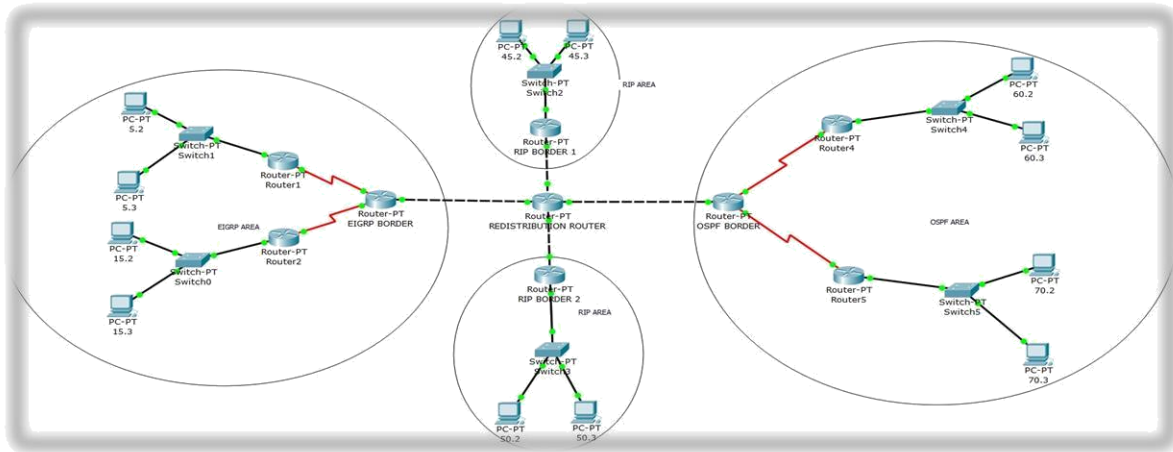 PC-PT
45.2
PC-PT
45.3
Switch-PT
Switch2
RIP AREA
Router-PT
RIP BORDER 1
PC-PT
5.2
Switch-PT
Switch1
PC-PT
5.3
Router-PT
Router1
EIGRP AREA
Router-PT
EIGRP BORDER
PC-PT
15.2
Switch-PT
Switch0
Router-PT
Router2
PC-PT
15.3
Router-PT
REDISTRIBUTION ROUTER
Router-PT
OSPF BORDER
PC-PT
60.2
Switch-PT
Switch4
Router-PT
Router4
PC-PT
60.3
OSPF AREA
Router-PT
Router5
Switch-PT
Switch5
PC-PT
70.2
PC-PT
70.3
Router-PT
RIP BORDER 2
RIP AREA
Switch-PT
Switch3
PC-PT
50.2
PC-PT
50.3